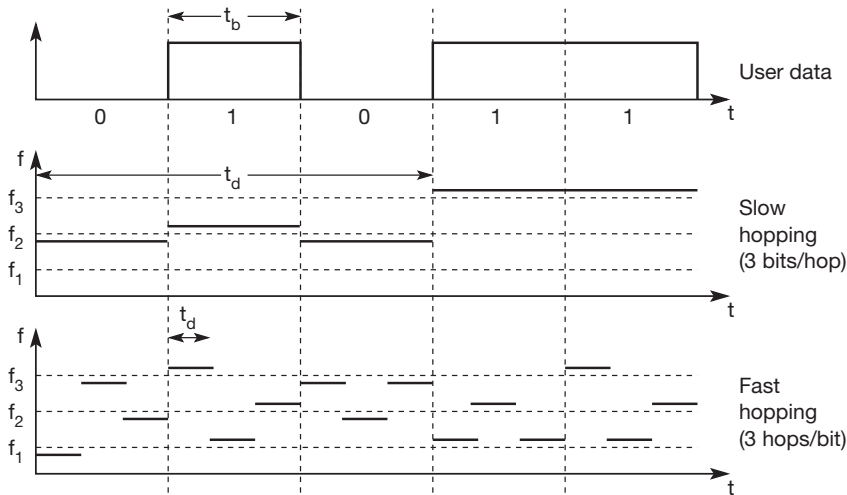 t_b
User data
0 1 0 1 1 t
f
t_d
f_3
f_2
f_1
Slow
hopping
(3 bits/hop)
t
f
t_d
f_3
f_2
f_1
Fast
hopping
(3 hops/bit)
t